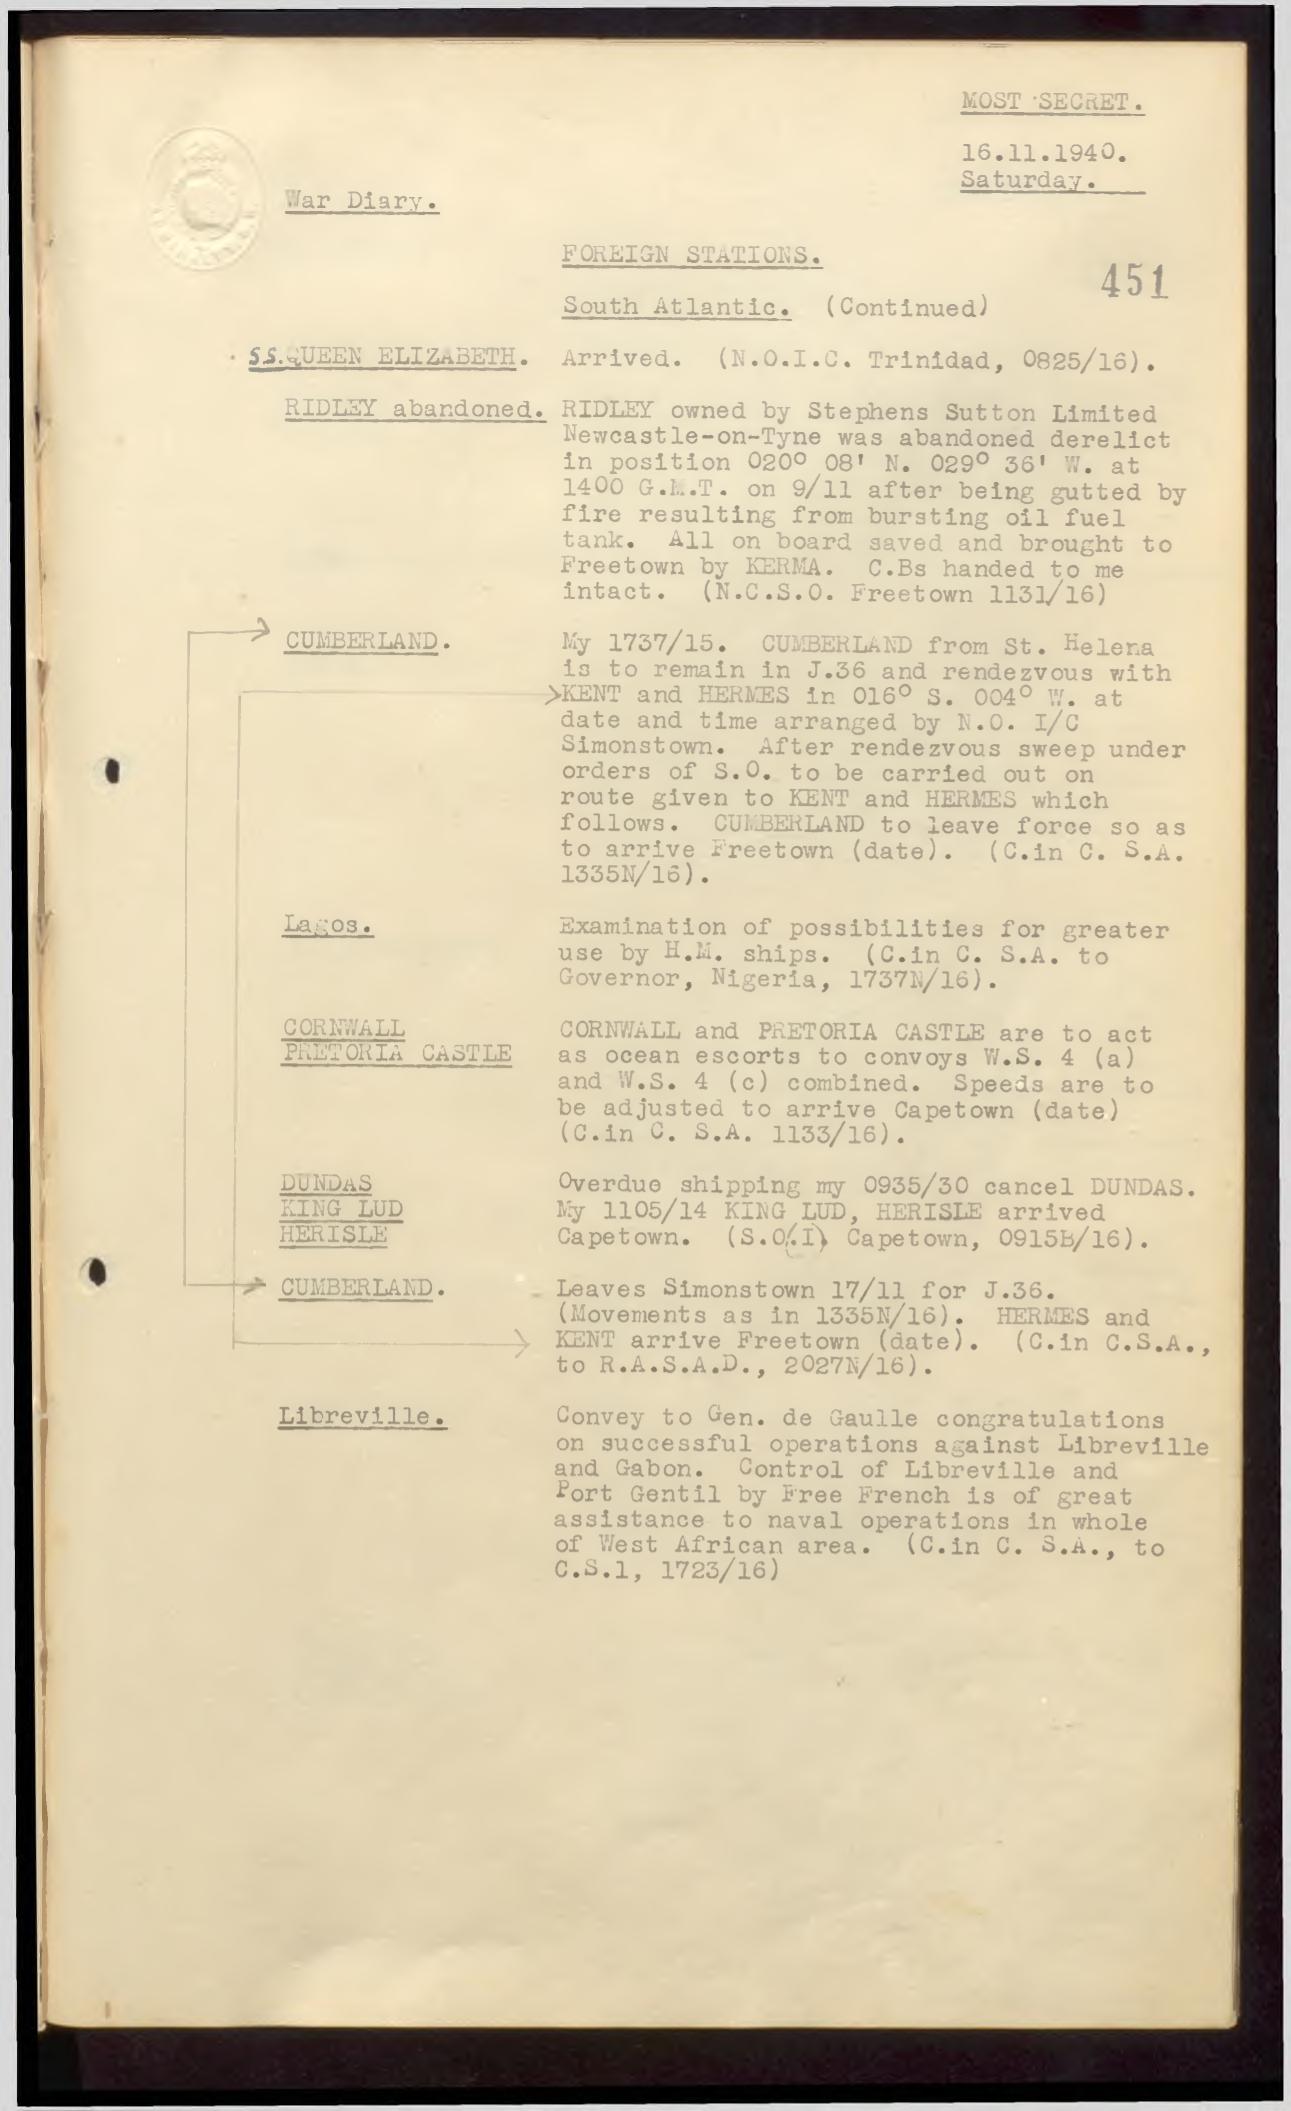 MOST SECRET.
16.11.1940.
Saturday.
War Diary.
FOREIGN STATIONS.
451
South Atlantic. (Continued)
SS.QUEEN ELIZABETH. Arrived. (N.O.I.C. Trinidad, 0825/16).
RIDLEY abandoned. RIDLEY owned by Stephens Sutton Limited
Newcastle-on-Tyne was abandoned derelict
in position 020° 08' N. 029° 36' W. at
1400 G.M.T. on 9/11 after being gutted by
fire resulting from bursting oil fuel
tank. All on board saved and brought to
Freetown by KERMA. C.Bs handed to me
intact. (N.C.S.O. Freetown 1131/16)
CUMBERLAND. My 1737/15. CUMBERLAND from St. Helena
is to remain in J.36 and rendezvous with
KENT and HERMES in 016° S. 004° W. at
date and time arranged by N.O. I/C
Simonstown. After rendezvous sweep under
orders of S.O. to be carried out on
route given to KENT and HERMES which
follows. CUMBERLAND to leave force so as
to arrive Freetown (date). (C.in C. S.A.
1335N/16).
Lagos. Examination of possibilities for greater
use by H.M. ships. (C.in C. S.A. to
Governor, Nigeria, 1737N/16).
CORNWALL CORNWALL and PRETORIA CASTLE are to act
PRETORIA CASTLE as ocean escorts to convoys W.S. 4 (a)
and W.S. 4 (c) combined. Speeds are to
be adjusted to arrive Capetown (date)
(C.in C. S.A. 1133/16).
DUNDAS Overdue shipping my 0935/30 cancel DUNDAS.
KING LUD My 1105/14 KING LUD, HERISLE arrived
HERISLE Capetown. (S.O.(I) Capetown, 0915B/16).
CUMBERLAND. Leaves Simonstown 17/11 for J.36.
(Movements as in 1335N/16). HERMES and
KENT arrive Freetown (date). (C.in C.S.A.,
to R.A.S.A.D., 2027N/16).
Libreville. Convey to Gen. de Gaulle congratulations
on successful operations against Libreville
and Gabon. Control of Libreville and
Port Gentil by Free French is of great
assistance to naval operations in whole
of West African area. (C.in C. S.A., to
C.S.1, 1723/16)